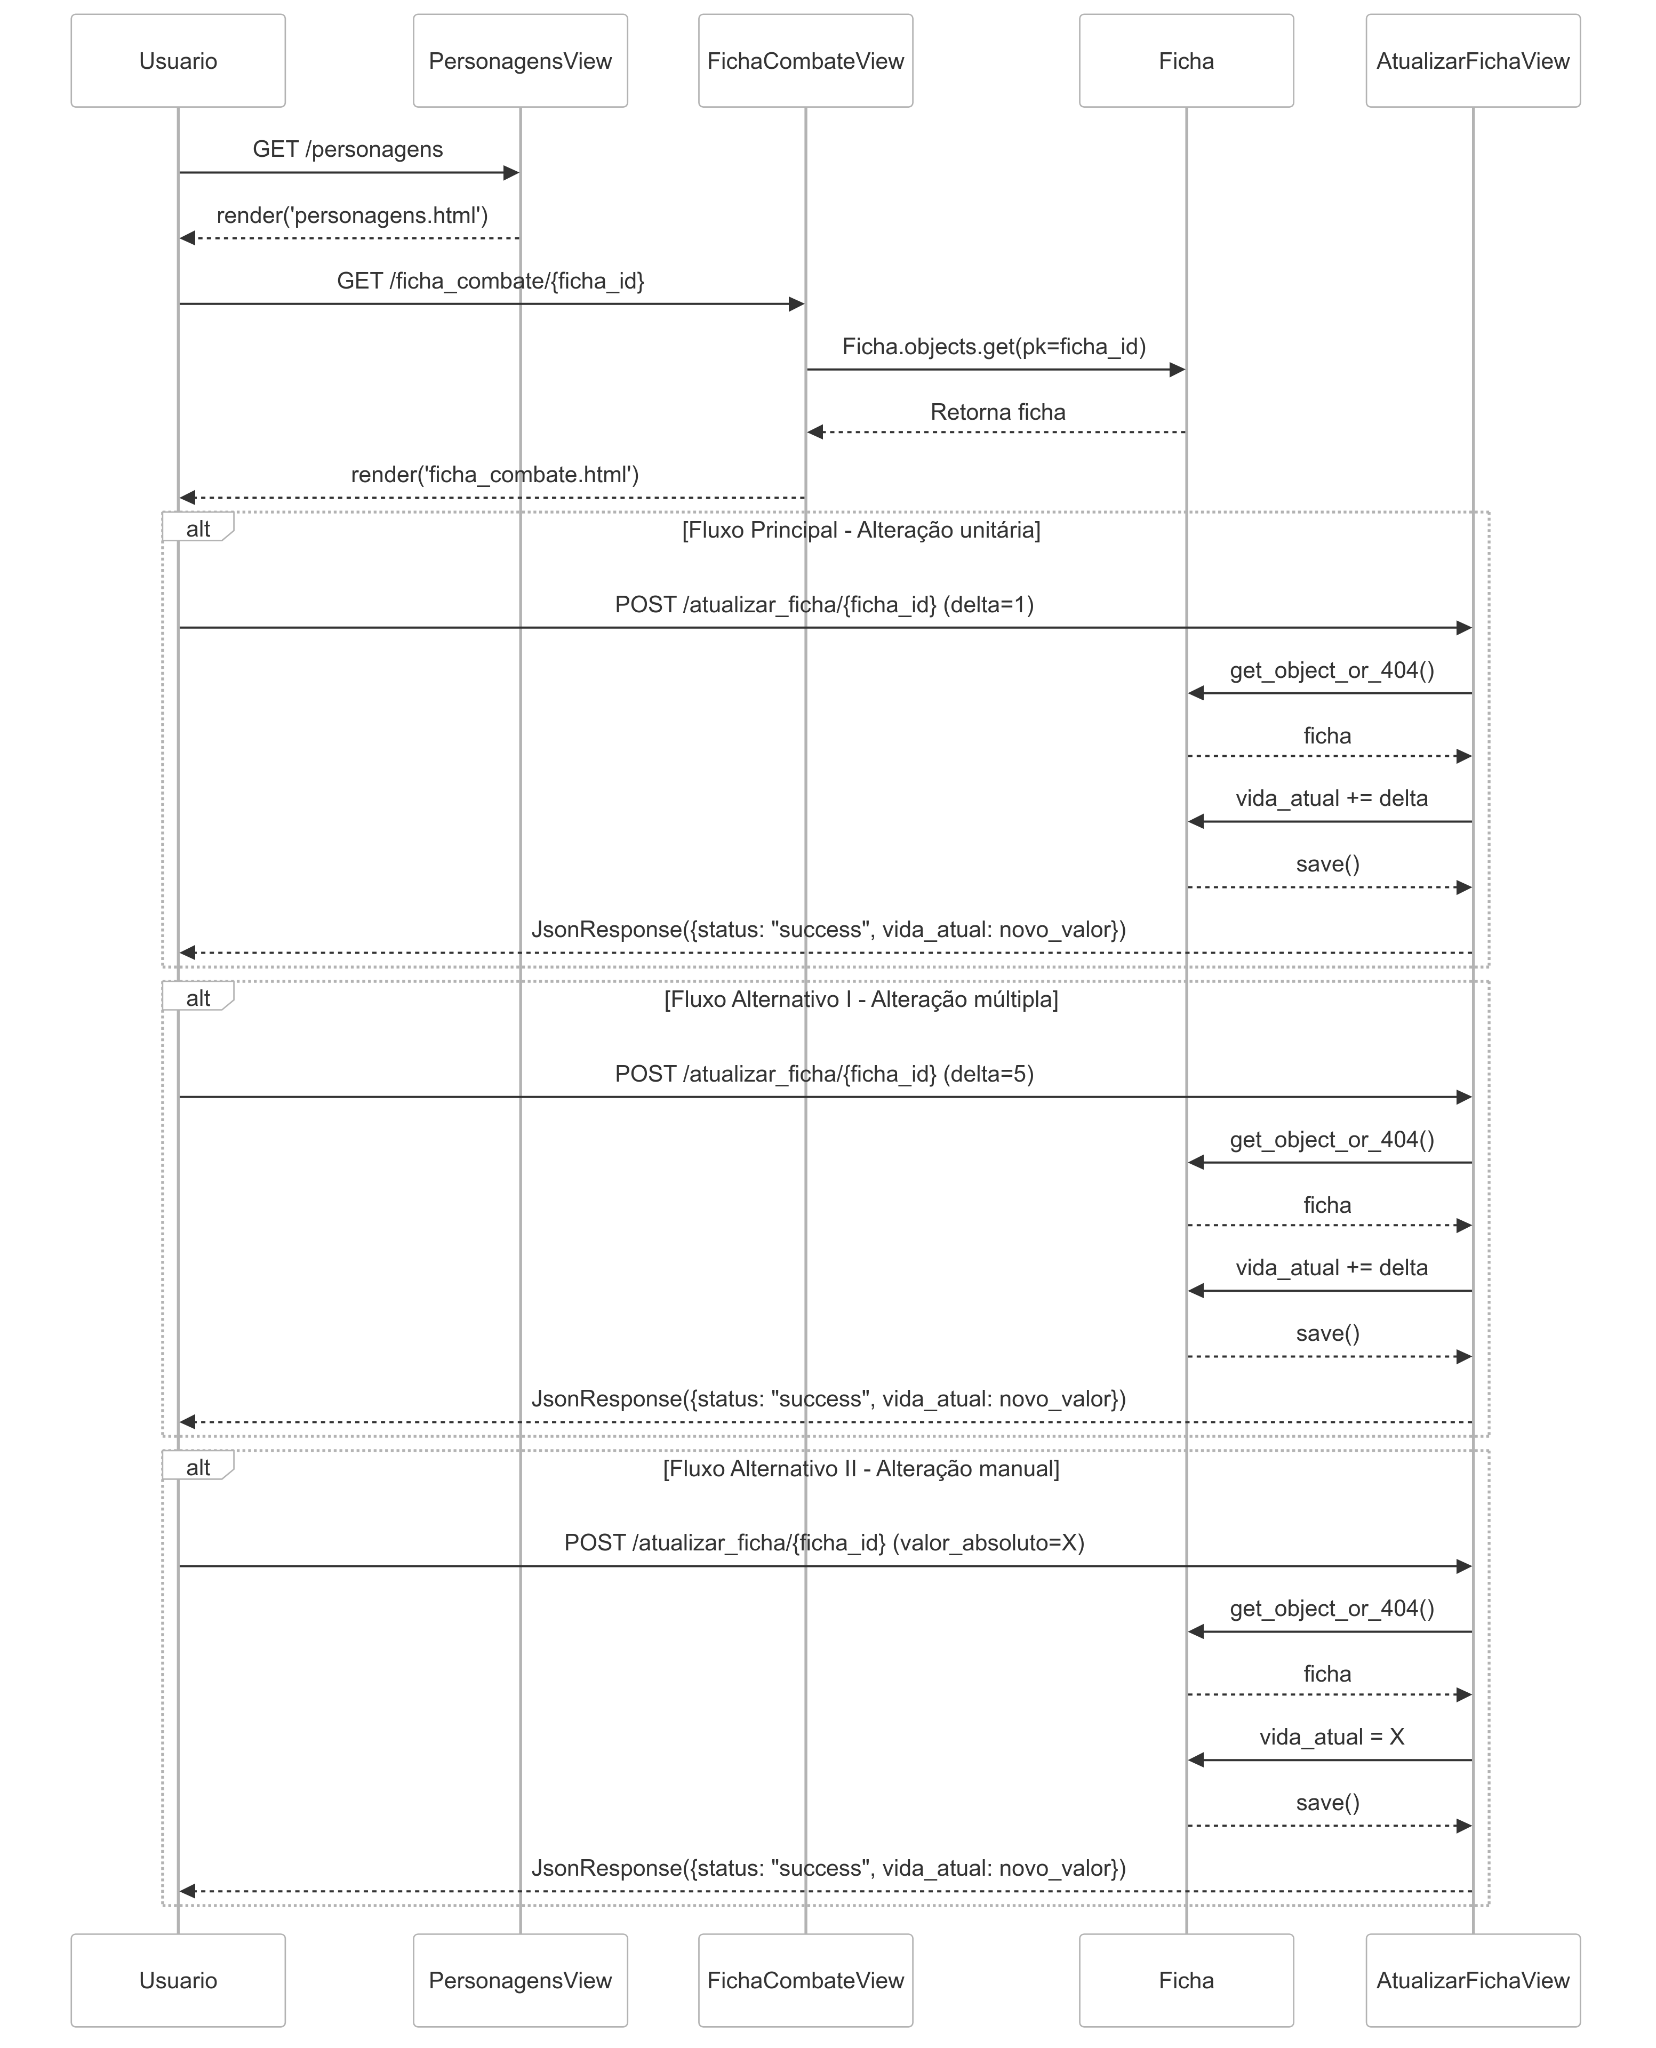 Usuario
PersonagensView
FichaCombateView
Ficha
AtualizarFichaView
GET /personagens
render('personagens.html')
GET /ficha_combate/{ficha_id}
Ficha.objects.get(pk=ficha_id)
Retorna ficha
render('ficha_combate.html')
alt
[Fluxo Principal - Alteração unitária]
POST /atualizar_ficha/{ficha_id} (delta=1)
get_object_or_404()
ficha
vida_atual += delta
save()
JsonResponse({status: "success", vida_atual: novo_valor})
alt
[Fluxo Alternativo I - Alteração múltipla]
POST /atualizar_ficha/{ficha_id} (delta=5)
get_object_or_404()
ficha
vida_atual += delta
save()
JsonResponse({status: "success", vida_atual: novo_valor})
alt
[Fluxo Alternativo II - Alteração manual]
POST /atualizar_ficha/{ficha_id} (valor_absoluto=X)
get_object_or_404()
ficha
vida_atual = X
save()
JsonResponse({status: "success", vida_atual: novo_valor})
Usuario
PersonagensView
FichaCombateView
Ficha
AtualizarFichaView